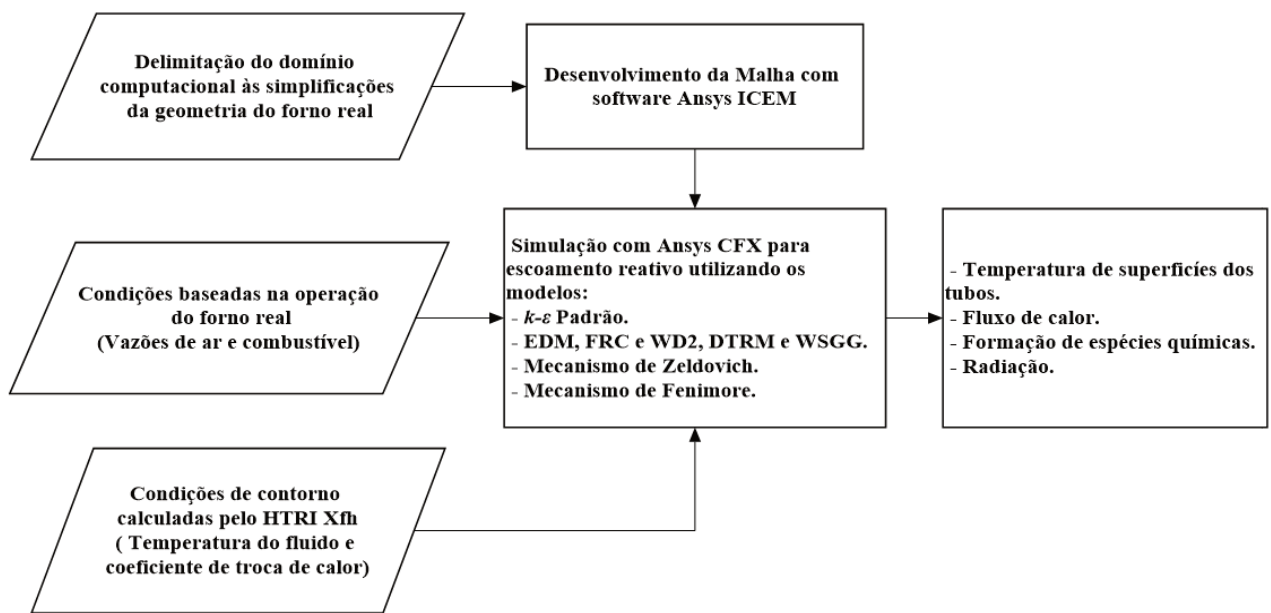 Delimitação do domínio
computacional às simplificações
da geometria do forno real
Desenvolvimento da Malha com
software Ansys ICEM
Condições baseadas na operação
do forno real
(Vazões de ar e combustível)
Simulação com Ansys CFX para
escoamento reativo utilizando os
modelos:
- k-ε Padrão.
- EDM, FRC e WD2, DTRM e WSGG.
- Mecanismo de Zeldovich.
- Mecanismo de Fenimore.
- Temperatura de superfícies dos
tubos.
- Fluxo de calor.
- Formação de espécies químicas.
- Radiação.
Condições de contorno
calculadas pelo HTRI Xfh
( Temperatura do fluido e
coeficiente de troca de calor)